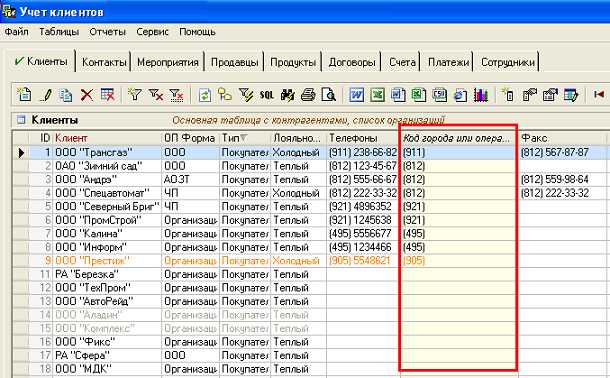 Учет клиентов
Файл Таблицы Отчеты Сервис Помощь
Клиенты Контакты Мероприятия Продавцы Продукты Договоры Счета Платежи Сотрудники
SQL
Клиенты Основная таблица с контрагентами, список организаций
ID Клиент ОП Форма Тип Лояльно... Телефоны Код города или опера... Факс
1 ООО "Трансгаз" ООО Покупател Холодный (911) 238-66-82 (911) (812) 567-87-87
2 ОАО "Зимний сад" ООО Покупател Теплый (812) 123-45-67 (812)
3 ООО "Андрэ" АОЗТ Покупател Теплый (812) 555-66-67 (812) (812) 559-98-64
4 ООО "Спецавтомат" ЧП Покупател Холодный (812) 222-33-32 (812) (812) 222-33-32
5 ООО "Северный Бриг" ЧП Покупател Теплый (921) 4896352 (921)
6 ООО "ПромСтрой" Организаци Покупател Теплый (921) 1245638 (921)
7 ООО "Калина" Организаци Покупател Теплый (495) 5556677 (495)
8 ООО "Информ" Организаци Покупател Теплый (495) 1234466 (495)
9 ООО "Престиж" Организаци Покупател Холодный (905) 5548621 (905)
11 РА "Березка" Организаци Покупател Теплый
12 ООО "ТехПром" Организаци Покупател Теплый
13 ООО "АвтоРейд" Организаци Покупател Теплый
14 ООО "Аладин" Организаци Покупател Теплый
15 ООО "Комплекс" Организаци Покупател Теплый
16 ООО "Фикс" Организаци Покупател Теплый
17 РА "Сфера" ООО Покупател Теплый
18 ООО "МДК" Организаци Покупател Теплый